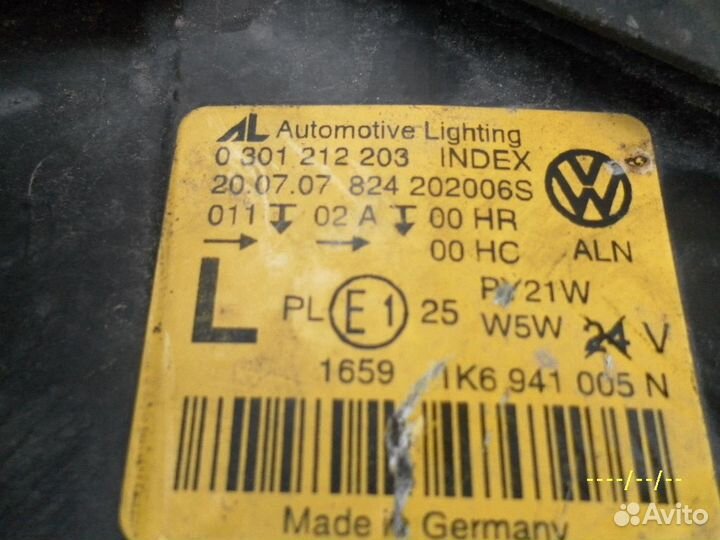 AL Automotive Lighting
0 301 212 203 INDEX
20.07.07 824 202006S
011 02 A 00 HR
00 HC ALN
L PL E1 25 PY21W
W5W 24 V
1659 1K6 941 005 N
Made in Germany
----/--/--
Avito